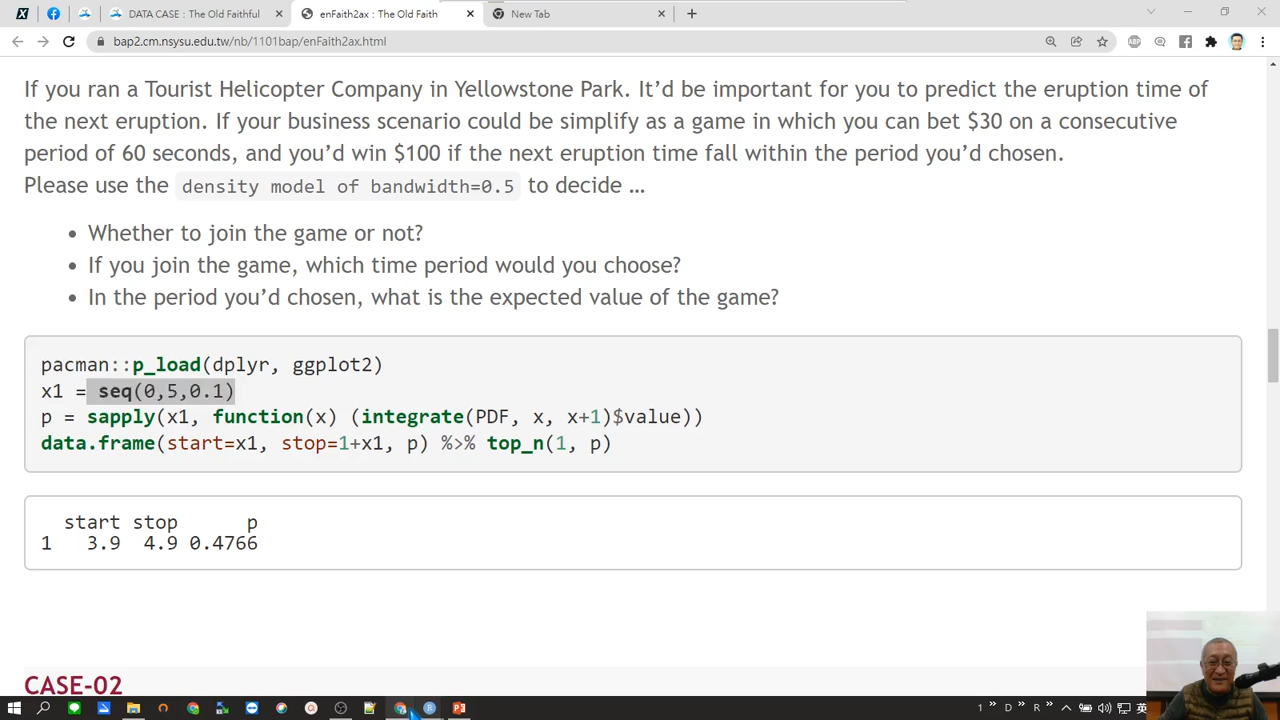 DATA CASE : The Old Faithful
enFaith2ax : The Old Faith
New Tab
bap2.cm.nsysu.edu.tw/nb/1101bap/enFaith2ax.html
If you ran a Tourist Helicopter Company in Yellowstone Park. It’d be important for you to predict the eruption time of
the next eruption. If your business scenario could be simplify as a game in which you can bet $30 on a consecutive
period of 60 seconds, and you’d win $100 if the next eruption time fall within the period you’d chosen.
Please use the density model of bandwidth=0.5 to decide …
• Whether to join the game or not?
• If you join the game, which time period would you choose?
• In the period you’d chosen, what is the expected value of the game?
pacman::p_load(dplyr, ggplot2)
x1 = seq(0,5,0.1)
p = sapply(x1, function(x) (integrate(PDF, x, x+1)$value))
data.frame(start=x1, stop=1+x1, p) %>% top_n(1, p)
start stop p
1 3.9 4.9 0.4766
CASE-02
1 » D » R » 英